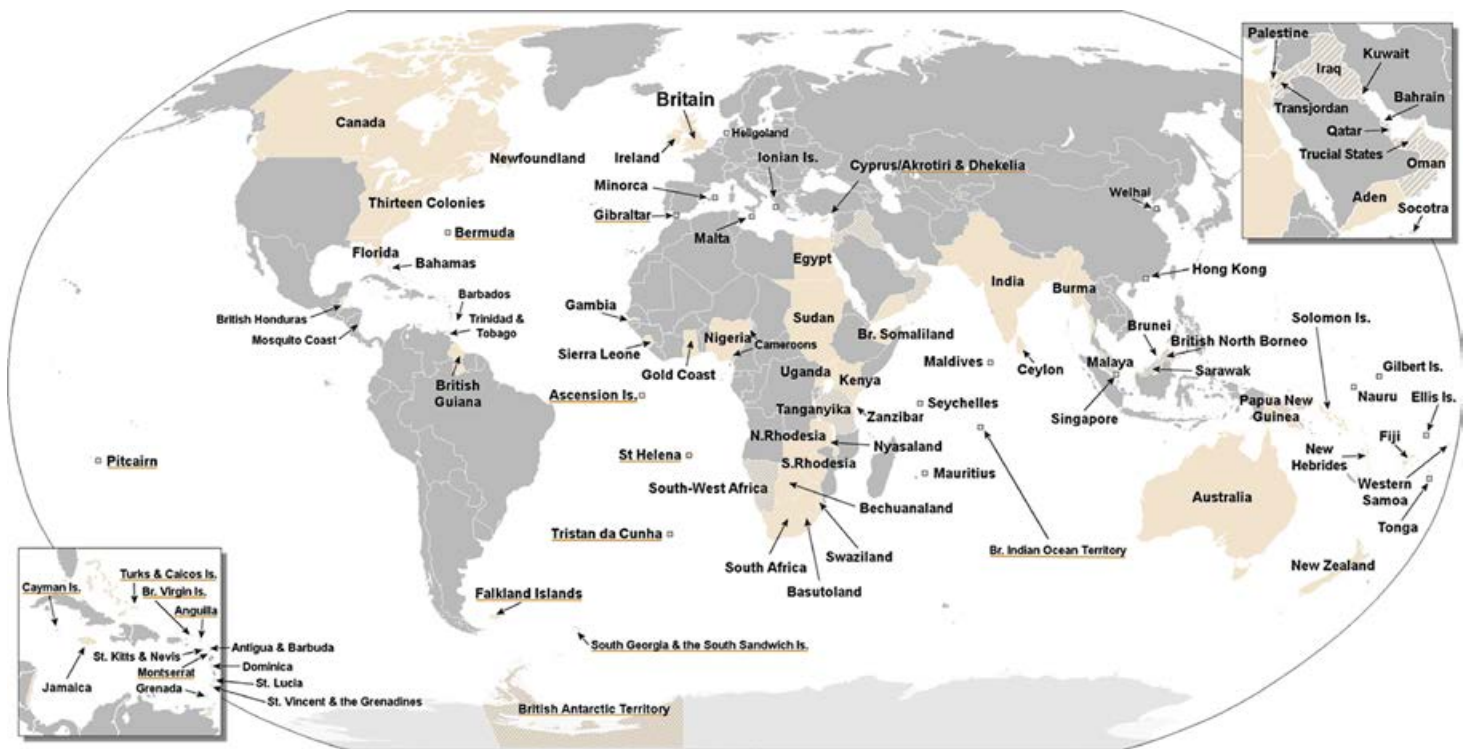 Canada
Newfoundland
Thirteen Colonies
Florida
Bermuda
Bahamas
British Honduras
Mosquito Coast
Barbados
Trinidad &
Tobago
British
Guiana
Pitcairn
Britain
Ireland
Heligoland
Ionian Is.
Minorca
Gibraltar
Malta
Cyprus/Akrotiri & Dhekelia
Egypt
Sudan
Gambia
Sierra Leone
Gold Coast
Nigeria
Cameroons
Br. Somaliland
Uganda
Kenya
Tanganyika
Zanzibar
N.Rhodesia
Nyasaland
S.Rhodesia
South-West Africa
Bechuanaland
Swaziland
South Africa
Basutoland
Ascension Is.
St Helena
Tristan da Cunha
Falkland Islands
South Georgia & the South Sandwich Is.
British Antarctic Territory
Maldives
Seychelles
Mauritius
Br. Indian Ocean Territory
India
Burma
Ceylon
Weihai
Hong Kong
Brunei
British North Borneo
Malaya
Sarawak
Singapore
Solomon Is.
Gilbert Is.
Nauru
Ellis Is.
Papua New
Guinea
Fiji
New
Hebrides
Western
Samoa
Tonga
Australia
New Zealand
Palestine
Iraq
Kuwait
Transjordan
Bahrain
Qatar
Trucial States
Oman
Aden
Socotra
Cayman Is.
Turks & Caicos Is.
Br. Virgin Is.
Anguilla
St. Kitts & Nevis
Antigua & Barbuda
Montserrat
Dominica
Jamaica
Grenada
St. Lucia
St. Vincent & the Grenadines